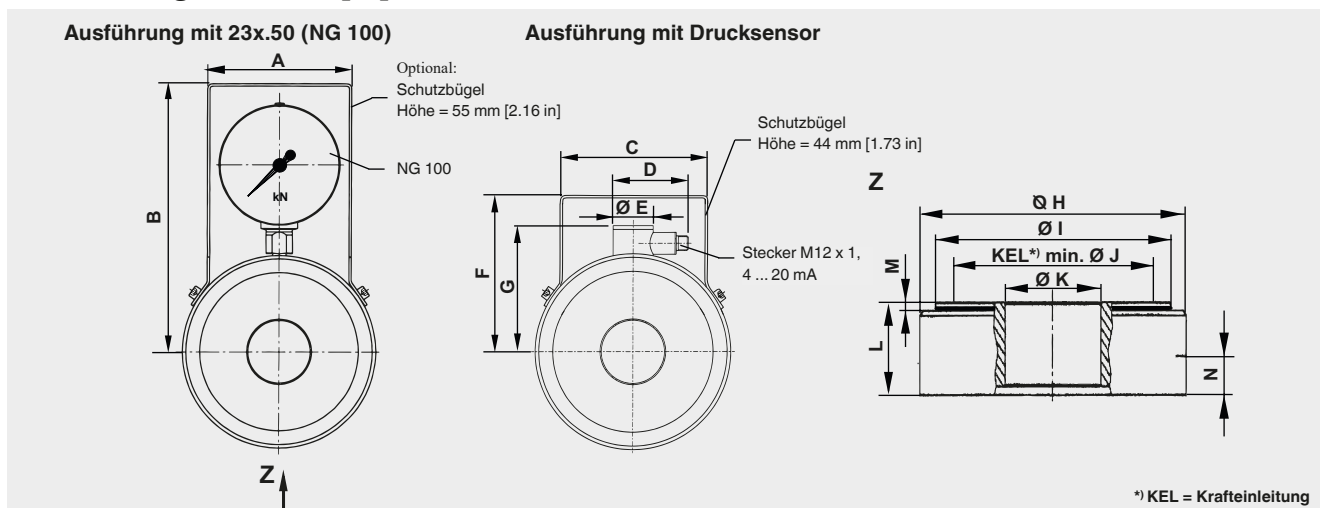 Ausführung mit 23x.50 (NG 100)
Ausführung mit Drucksensor
A
Optional:
Schutzbügel
Höhe = 55 mm [2.16 in]
NG 100
kN
B
Z
C
D
Ø E
F
G
Schutzbügel
Höhe = 44 mm [1.73 in]
Stecker M12 x 1,
4 ... 20 mA
Z
Ø H
Ø I
KEL*) min. Ø J
Ø K
M
L
N
*) KEL = Krafteinleitung